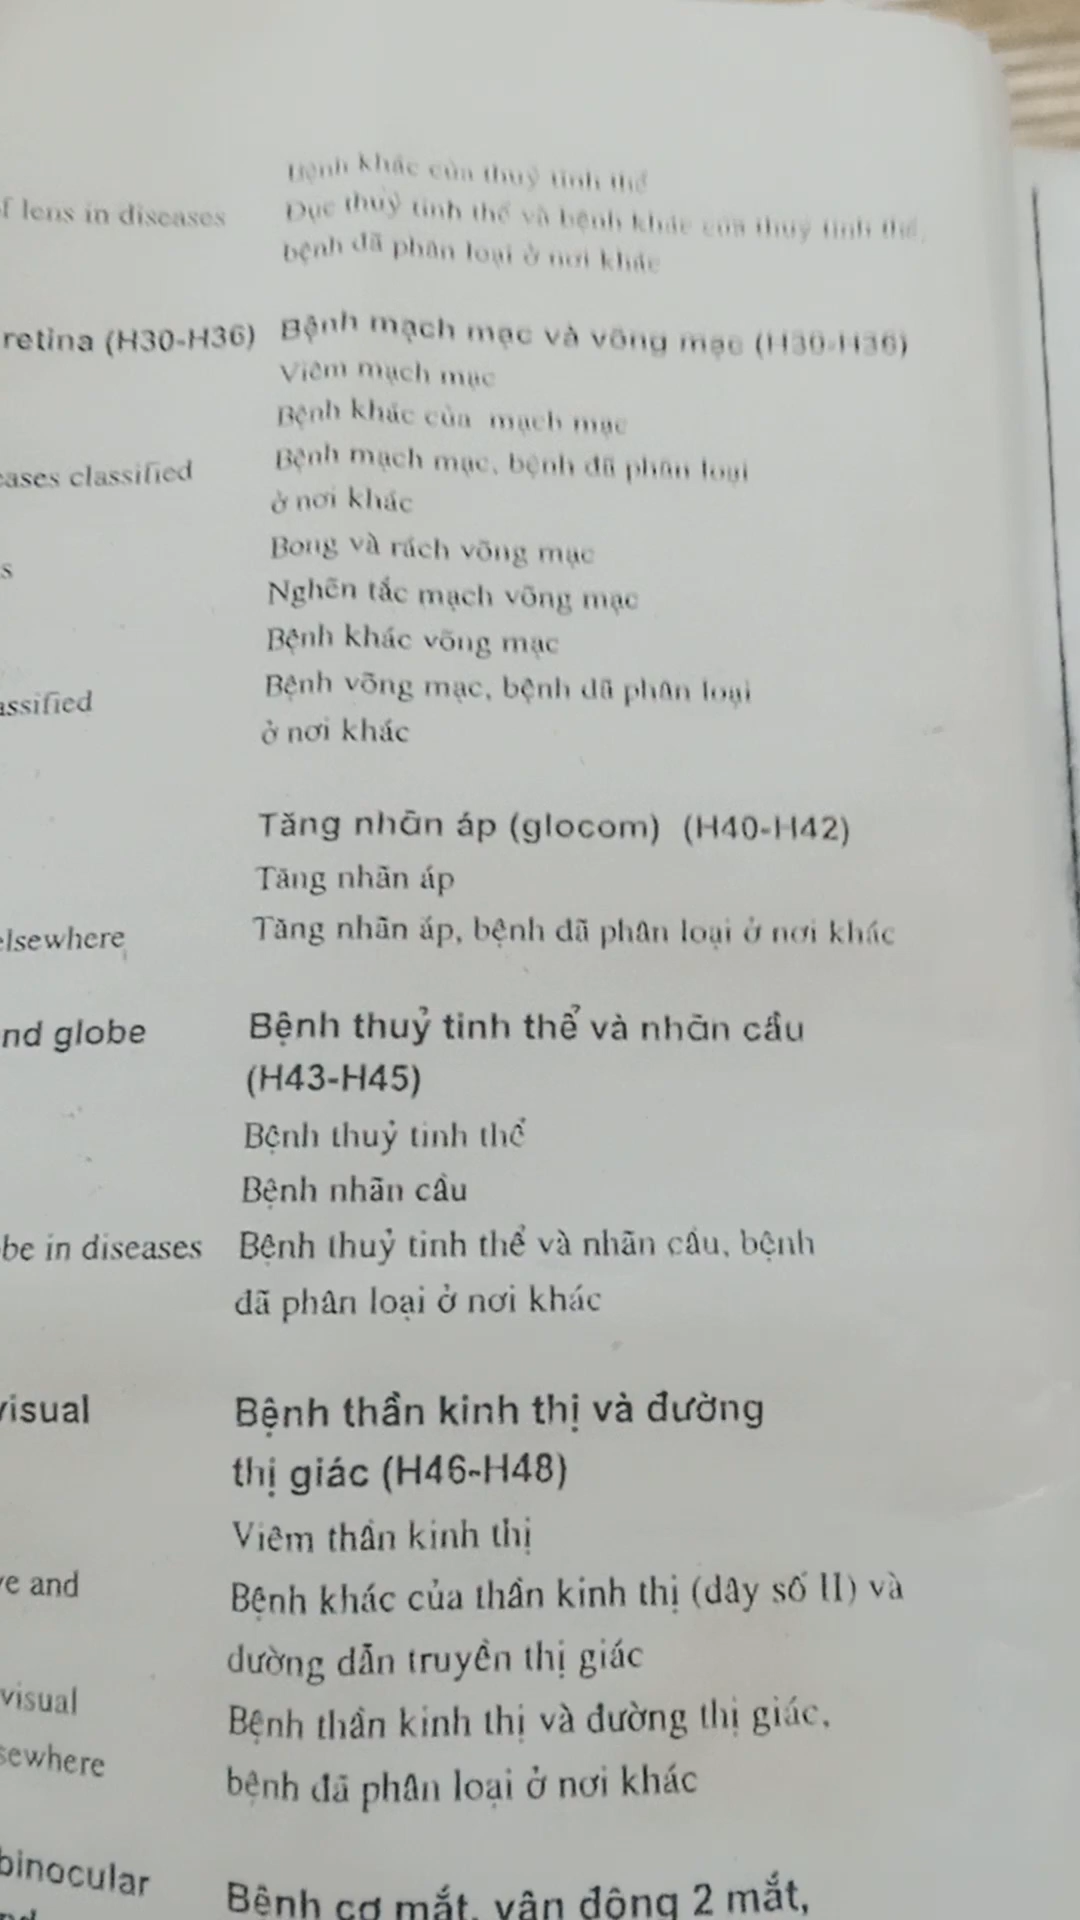 Bệnh khác của thuỷ tinh thể
f lens in diseases Đục thuỷ tinh thể và bệnh khác của thuỷ tinh thể,
bệnh đã phân loại ở nơi khác
retina (H30-H36) Bệnh mạch mạc và võng mạc (H30-H36)
Viêm mạch mạc
Bệnh khác của mạch mạc
eases classified Bệnh mạch mạc, bệnh đã phân loại
ở nơi khác
s Bong và rách võng mạc
Nghẽn tắc mạch võng mạc
Bệnh khác võng mạc
assified Bệnh võng mạc, bệnh đã phân loại
ở nơi khác
Tăng nhãn áp (glocom) (H40-H42)
Tăng nhãn áp
elsewhere Tăng nhãn áp, bệnh đã phân loại ở nơi khác
nd globe Bệnh thuỷ tinh thể và nhãn cầu
(H43-H45)
Bệnh thuỷ tinh thể
Bệnh nhãn cầu
be in diseases Bệnh thuỷ tinh thể và nhãn cầu, bệnh
đã phân loại ở nơi khác
visual Bệnh thần kinh thị và đường
thị giác (H46-H48)
Viêm thần kinh thị
e and Bệnh khác của thần kinh thị (dây số II) và
đường dẫn truyền thị giác
visual Bệnh thần kinh thị và đường thị giác,
sewhere bệnh đã phân loại ở nơi khác
binocular Bệnh cơ mắt, vận động 2 mắt,